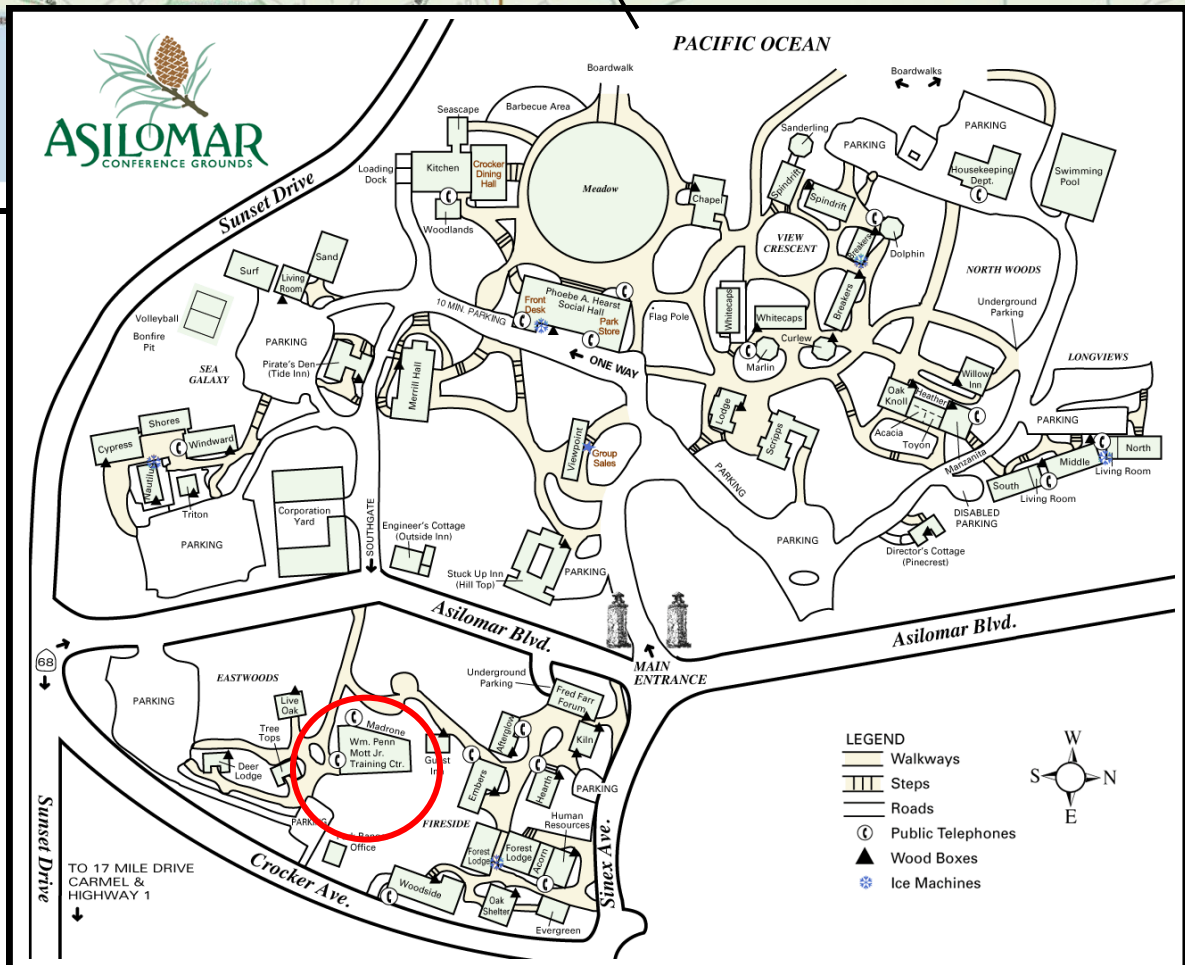 PACIFIC OCEAN
ASILOMAR
CONFERENCE GROUNDS
Boardwalk
Boardwalks
Barbecue Area
Seascape
Loading
Dock
Kitchen
Crocker
Dining
Hall
Woodlands
Meadow
Chapel
Sanderling
Spindrift
Spindrift
PARKING
PARKING
Housekeeping
Dept.
Swimming
Pool
VIEW
CRESCENT
Breakers
Dolphin
Breakers
NORTH WOODS
Underground
Parking
Sunset Drive
Surf
Living
Room
Sand
Volleyball
Bonfire
Pit
PARKING
SEA
GALAXY
Pirate's Den
(Tide Inn)
10 MIN. PARKING
Front
Desk
Phoebe A. Hearst
Social Hall
Park
Store
ONE WAY
Flag Pole
Whitecaps
Whitecaps
Curlew
Marlin
Merrill Hall
Lodge
Scripps
Oak
Knoll
Heather
Willow
Inn
Acacia
Toyon
Manzanita
LONGVIEWS
PARKING
South
Middle
North
Living Room
Living Room
DISABLED
PARKING
Director's Cottage
(Pinecrest)
Viewpoint
Group
Sales
PARKING
PARKING
Shores
Cypress
Windward
Nautilus
Triton
PARKING
Corporation
Yard
SOUTHGATE
Engineer's Cottage
(Outside Inn)
Stuck Up Inn
(Hill Top)
PARKING
Asilomar Blvd.
Asilomar Blvd.
MAIN
ENTRANCE
68
PARKING
EASTWOODS
Live
Oak
Tree
Tops
Deer
Lodge
PARKING
Madrone
Wm. Penn
Mott Jr.
Training Ctr.
Guest
Inn
Office
Underground
Parking
Fred Farr
Forum
Afterglow
Kiln
Embers
Hearth
PARKING
FIRESIDE
Human
Resources
Forest
Lodge
Forest
Lodge
Acorn
Woodside
Oak
Shelter
Evergreen
Sinex Ave.
Crocker Ave.
Sunset Drive
TO 17 MILE DRIVE
CARMEL &
HIGHWAY 1
LEGEND
Walkways
Steps
Roads
Public Telephones
Wood Boxes
Ice Machines
W
S
N
E